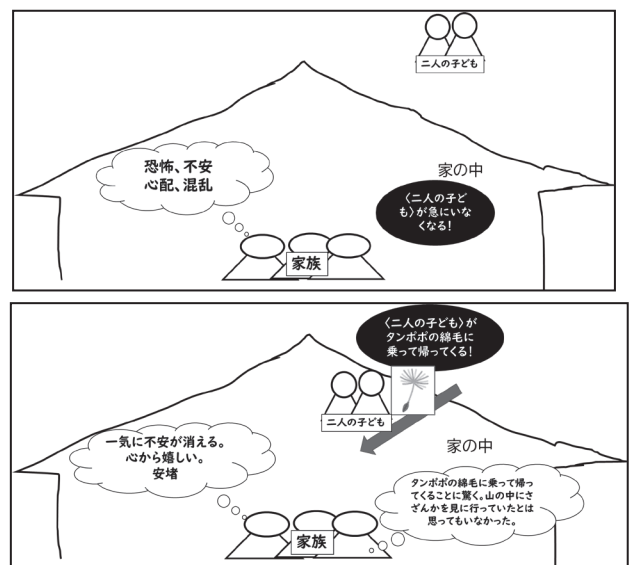 二人の子ども
恐怖、不安
心配、混乱
家の中
〈二人の子ど
も〉が急にいな
くなる！
家族
〈二人の子ども〉が
タンポポの綿毛に
乗って帰ってくる！
二人の子ども
一気に不安が消える。
心から嬉しい。
安堵
家の中
タンポポの綿毛に乗って帰っ
てくることに驚く。山の中にさ
ざんかを見に行っていたとは
思ってもいなかった。
家族